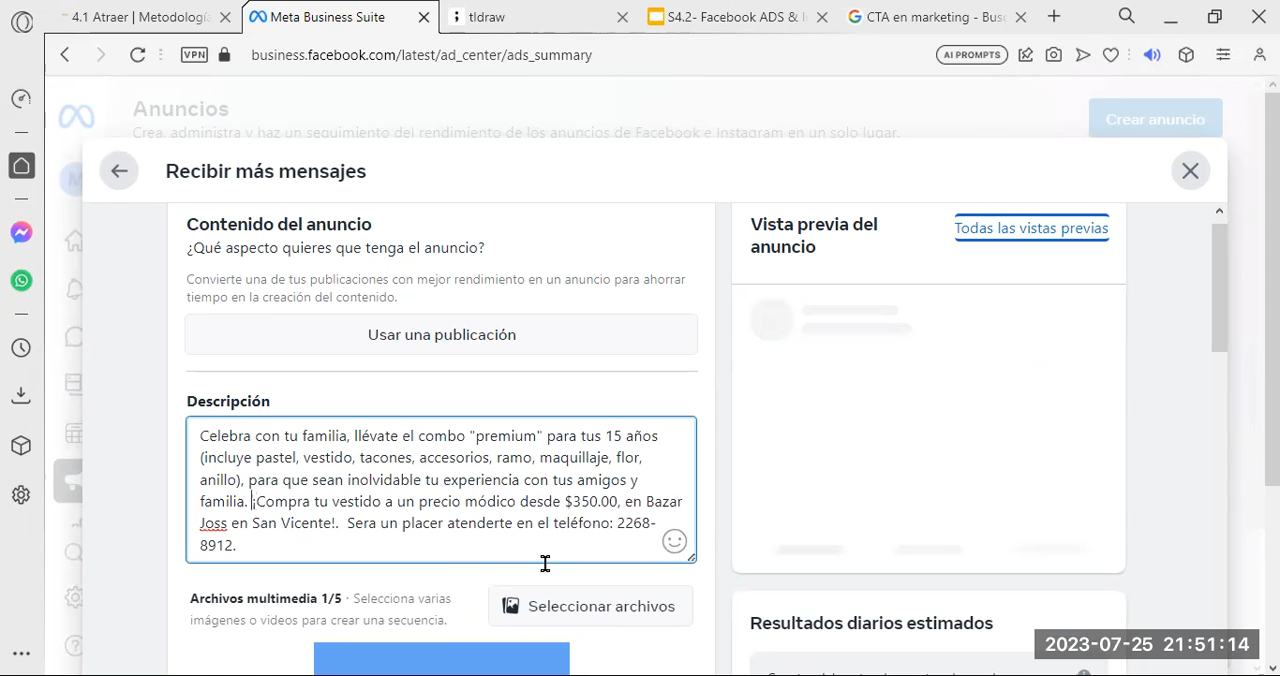 4.1 Atraer | Metodología
Meta Business Suite
tldraw
S4.2- Facebook ADS & I
CTA en marketing - Bus
VPN
business.facebook.com/latest/ad_center/ads_summary
AI PROMPTS
Anuncios
Crea, administra y haz un seguimiento del rendimiento de los anuncios de Facebook e Instagram en un solo lugar.
Crear anuncio
Recibir más mensajes
Contenido del anuncio
¿Qué aspecto quieres que tenga el anuncio?
Convierte una de tus publicaciones con mejor rendimiento en un anuncio para ahorrar
tiempo en la creación del contenido.
Usar una publicación
Descripción
Celebra con tu familia, llévate el combo "premium" para tus 15 años
(incluye pastel, vestido, tacones, accesorios, ramo, maquillaje, flor,
anillo), para que sean inolvidable tu experiencia con tus amigos y
familia. ¡Compra tu vestido a un precio módico desde $350.00, en Bazar
Joss en San Vicente!.  Sera un placer atenderte en el teléfono: 2268-
8912.
Archivos multimedia 1/5 · Selecciona varias
imágenes o videos para crear una secuencia.
Seleccionar archivos
Vista previa del
anuncio
Todas las vistas previas
Resultados diarios estimados
2023-07-25 21:51:14